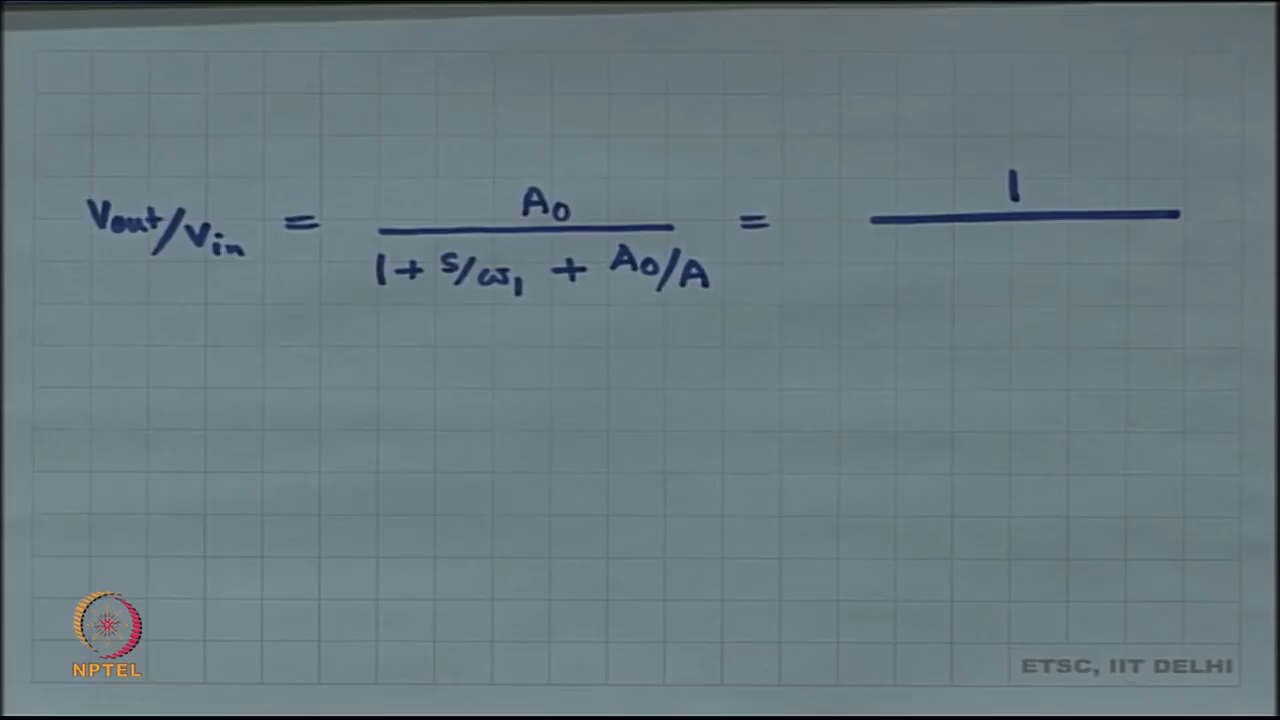 Vout/Vin = A0 / (1 + s/ω1 + A0/A) = 1
NPTEL
ETSC, IIT DELHI